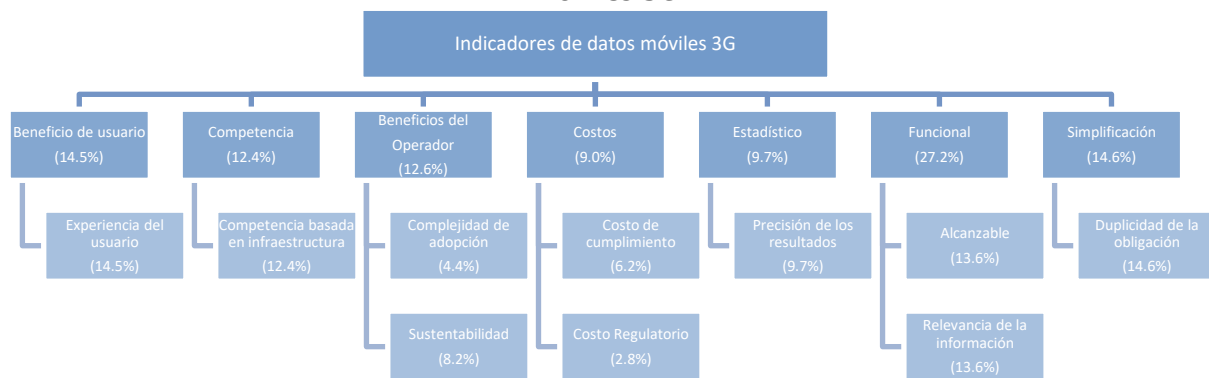 Indicadores de datos móviles 3G
Beneficio de usuario
(14.5%)
Experiencia del
usuario
(14.5%)
Competencia
(12.4%)
Competencia basada
en infraestructura
(12.4%)
Beneficios del
Operador
(12.6%)
Complejidad de
adopción
(4.4%)
Sustentabilidad
(8.2%)
Costos
(9.0%)
Costo de
cumplimiento
(6.2%)
Costo Regulatorio
(2.8%)
Estadístico
(9.7%)
Precisión de los
resultados
(9.7%)
Funcional
(27.2%)
Alcanzable
(13.6%)
Relevancia de la
información
(13.6%)
Simplificación
(14.6%)
Duplicidad de la
obligación
(14.6%)